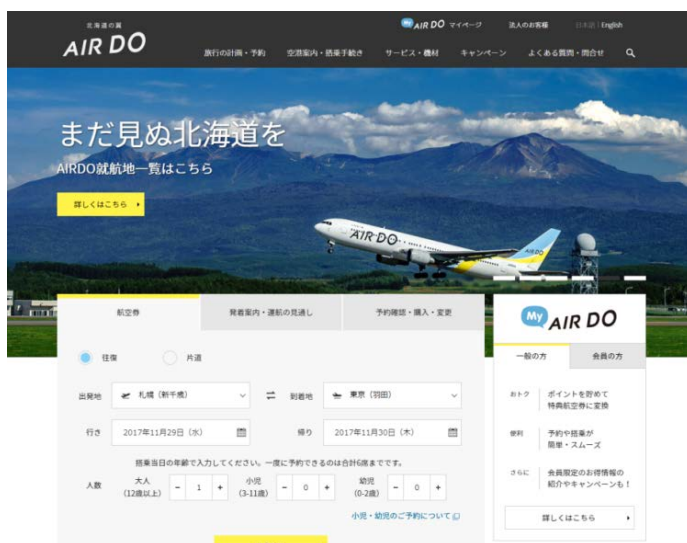 北海道の翼
AIR DO
My AIR DO マイページ
法人のお客様
日本語 | English
旅行の計画・予約
空港案内・搭乗手続き
サービス・機材
キャンペーン
よくある質問・問合せ
まだ見ぬ北海道を
AIRDO就航地一覧はこちら
詳しくはこちら
AIR DO
航空券
発着案内・運航の見通し
予約確認・購入・変更
往復
片道
出発地
札幌（新千歳）
到着地
東京（羽田）
行き
2017年11月29日（水）
帰り
2017年11月30日（木）
搭乗当日の年齢で入力してください。一度に予約できるのは合計6席までです。
人数
大人
(12歳以上)
- 1 +
小児
(3-11歳)
- 0 +
幼児
(0-2歳)
- 0 +
小児・幼児のご予約について
My AIR DO
一般の方
会員の方
おトク
ポイントを貯めて
特典航空券に変換
便利
予約や搭乗が
簡単・スムーズ
さらに
会員限定のお得情報の
紹介やキャンペーンも！
詳しくはこちら